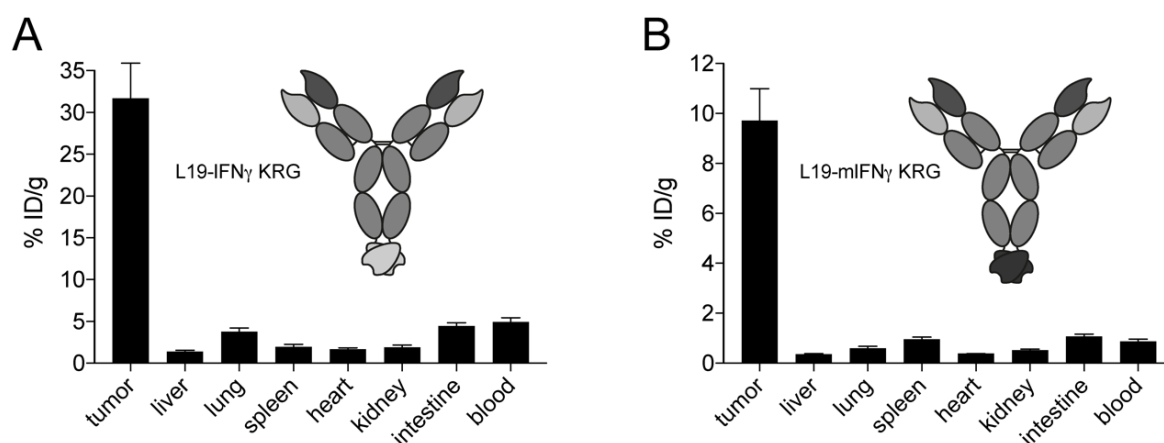 A
% ID/g
35
30
25
20
15
10
5
0
L19-IFNγ KRG
tumor
liver
lung
spleen
heart
kidney
intestine
blood
B
% ID/g
12
10
8
6
4
2
0
L19-mIFNγ KRG
tumor
liver
lung
spleen
heart
kidney
intestine
blood